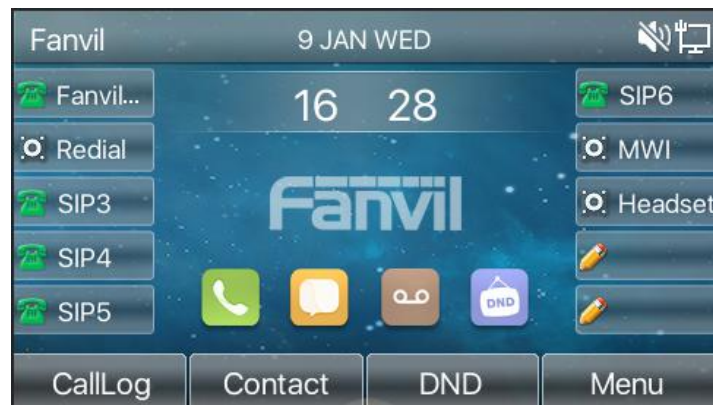 Fanvil 9 JAN WED
16 28
Fanvil...
Redial
SIP3
SIP4
SIP5
SIP6
MWI
Headset
Fanvil
DND
CallLog Contact DND Menu